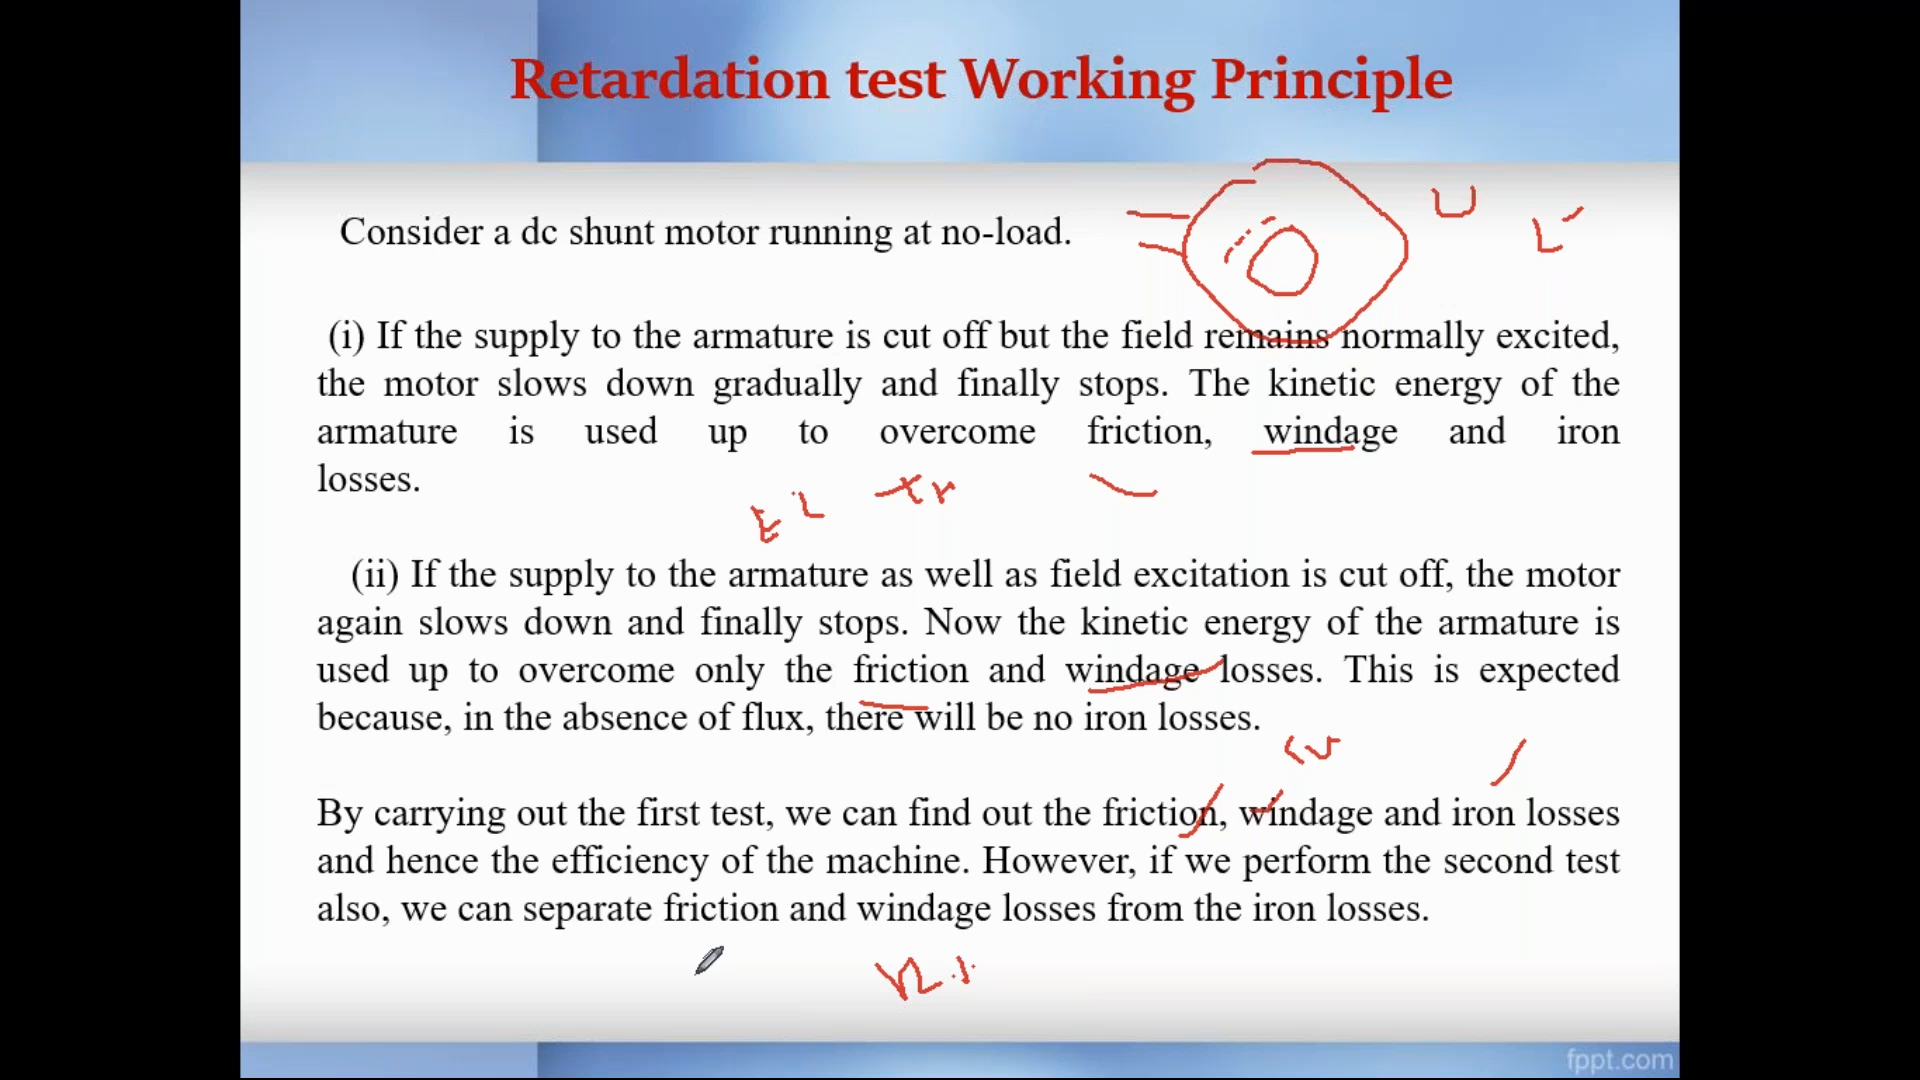 Retardation test Working Principle
Consider a dc shunt motor running at no-load.
(i) If the supply to the armature is cut off but the field remains normally excited,
the motor slows down gradually and finally stops. The kinetic energy of the
armature is used up to overcome friction, windage and iron
losses.
(ii) If the supply to the armature as well as field excitation is cut off, the motor
again slows down and finally stops. Now the kinetic energy of the armature is
used up to overcome only the friction and windage losses. This is expected
because, in the absence of flux, there will be no iron losses.
By carrying out the first test, we can find out the friction, windage and iron losses
and hence the efficiency of the machine. However, if we perform the second test
also, we can separate friction and windage losses from the iron losses.
fppt.com